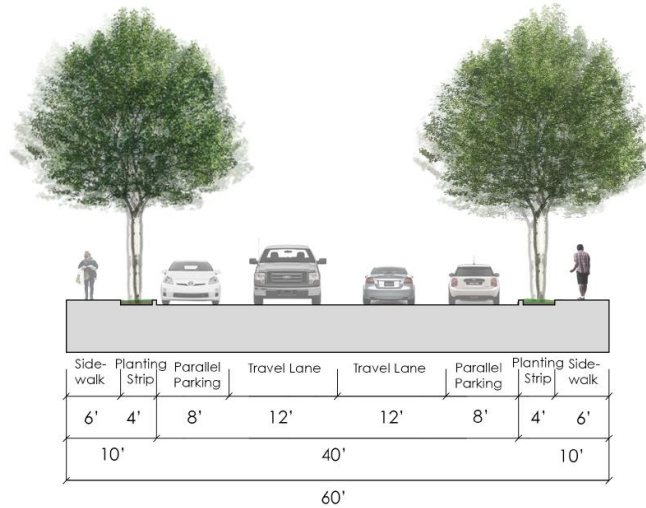 Side-
walk
Planting
Strip
Parallel
Parking
Travel Lane
Travel Lane
Parallel
Parking
Planting
Strip
Side-
walk
6' 4' 8' 12' 12' 8' 4' 6'
10' 40' 10'
60'